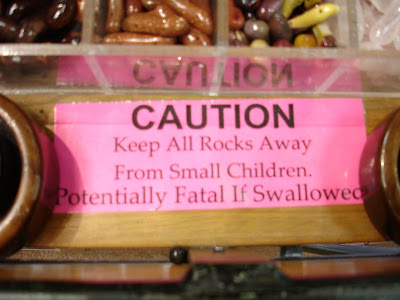 CAUTION
CAUTION
Keep All Rocks Away
From Small Children.
Potentially Fatal If Swallowed